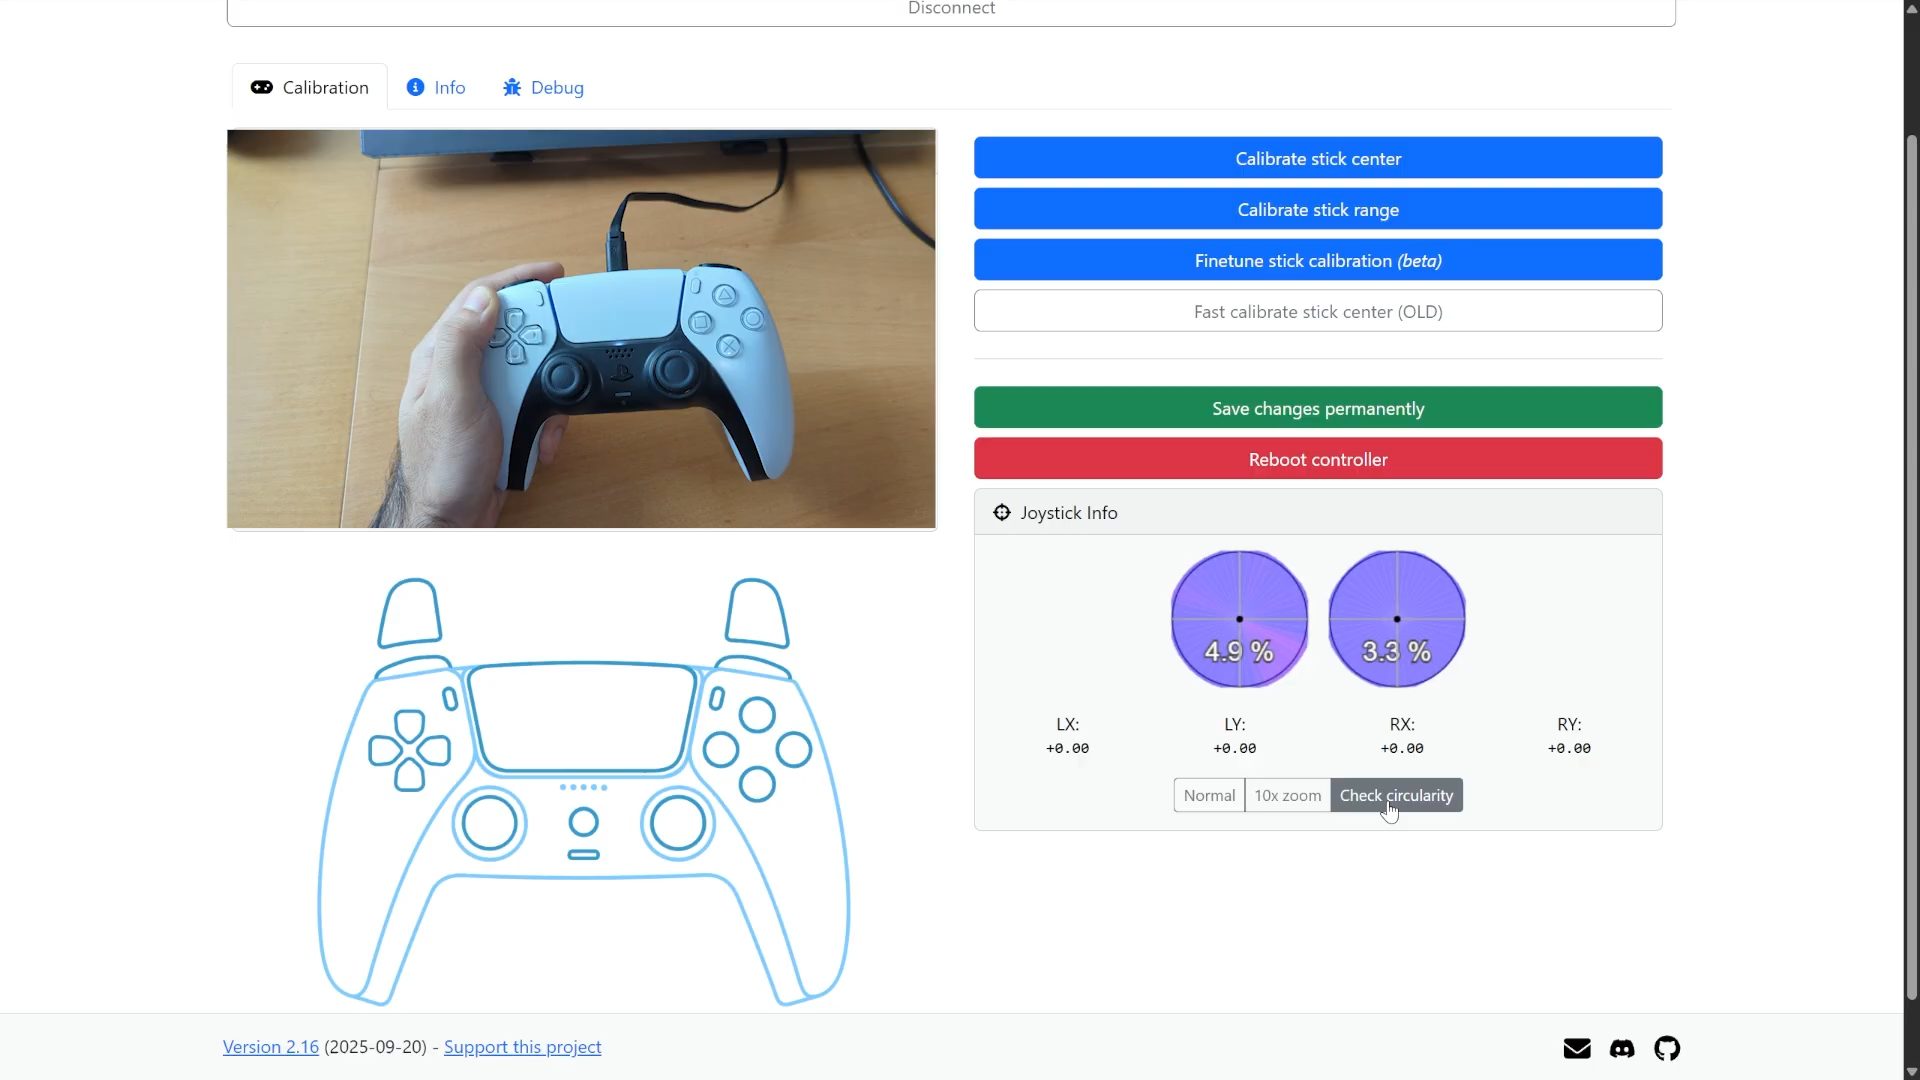 Disconnect
Calibration
Info
Debug
Calibrate stick center
Calibrate stick range
Finetune stick calibration (beta)
Fast calibrate stick center (OLD)
Save changes permanently
Reboot controller
Joystick Info
4.9 %
3.3 %
LX:
LY:
RX:
RY:
+0.00
+0.00
+0.00
+0.00
Normal
10x zoom
Check circularity
Version 2.16 (2025-09-20) - Support this project